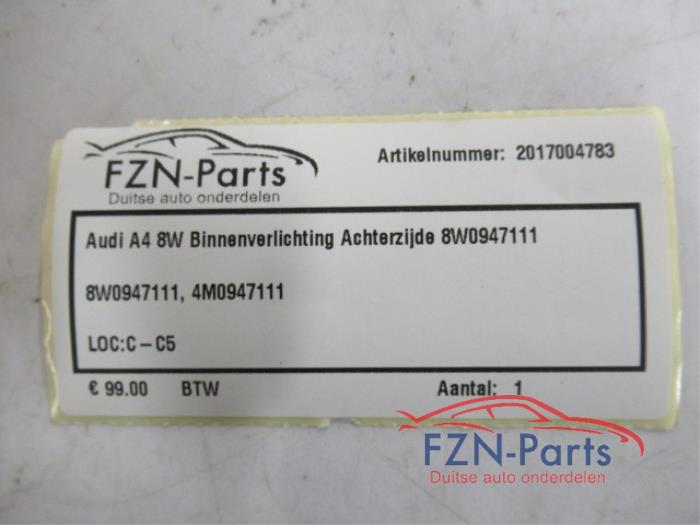 FZN-Parts
Duitse auto onderdelen
Artikelnummer: 2017004783
Audi A4 8W Binnenverlichting Achterzijde 8W0947111
8W0947111, 4M0947111
LOC:C-C5
€ 99.00 BTW Aantal: 1
FZN-Parts
Duitse auto onderdelen